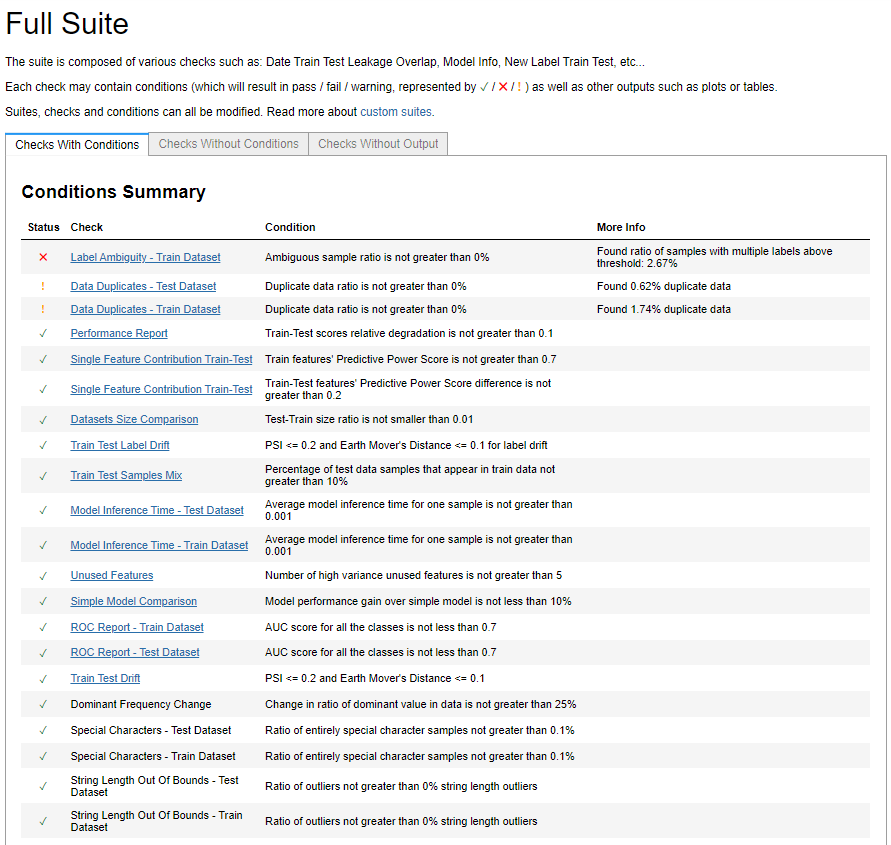 Full Suite
The suite is composed of various checks such as: Date Train Test Leakage Overlap, Model Info, New Label Train Test, etc...
Each check may contain conditions (which will result in pass / fail / warning, represented by ✓ / ✕ / ! ) as well as other outputs such as plots or tables.
Suites, checks and conditions can all be modified. Read more about custom suites.
Checks With Conditions Checks Without Conditions Checks Without Output
Conditions Summary
Status Check Condition More Info
✕ Label Ambiguity - Train Dataset Ambiguous sample ratio is not greater than 0% Found ratio of samples with multiple labels above
threshold: 2.67%
! Data Duplicates - Test Dataset Duplicate data ratio is not greater than 0% Found 0.62% duplicate data
! Data Duplicates - Train Dataset Duplicate data ratio is not greater than 0% Found 1.74% duplicate data
✓ Performance Report Train-Test scores relative degradation is not greater than 0.1
✓ Single Feature Contribution Train-Test Train features' Predictive Power Score is not greater than 0.7
✓ Single Feature Contribution Train-Test Train-Test features' Predictive Power Score difference is not
greater than 0.2
✓ Datasets Size Comparison Test-Train size ratio is not smaller than 0.01
✓ Train Test Label Drift PSI <= 0.2 and Earth Mover's Distance <= 0.1 for label drift
✓ Train Test Samples Mix Percentage of test data samples that appear in train data not
greater than 10%
✓ Model Inference Time - Test Dataset Average model inference time for one sample is not greater than
0.001
✓ Model Inference Time - Train Dataset Average model inference time for one sample is not greater than
0.001
✓ Unused Features Number of high variance unused features is not greater than 5
✓ Simple Model Comparison Model performance gain over simple model is not less than 10%
✓ ROC Report - Train Dataset AUC score for all the classes is not less than 0.7
✓ ROC Report - Test Dataset AUC score for all the classes is not less than 0.7
✓ Train Test Drift PSI <= 0.2 and Earth Mover's Distance <= 0.1
✓ Dominant Frequency Change Change in ratio of dominant value in data is not greater than 25%
✓ Special Characters - Test Dataset Ratio of entirely special character samples not greater than 0.1%
✓ Special Characters - Train Dataset Ratio of entirely special character samples not greater than 0.1%
✓ String Length Out Of Bounds - Test
Dataset Ratio of outliers not greater than 0% string length outliers
✓ String Length Out Of Bounds - Train
Dataset Ratio of outliers not greater than 0% string length outliers